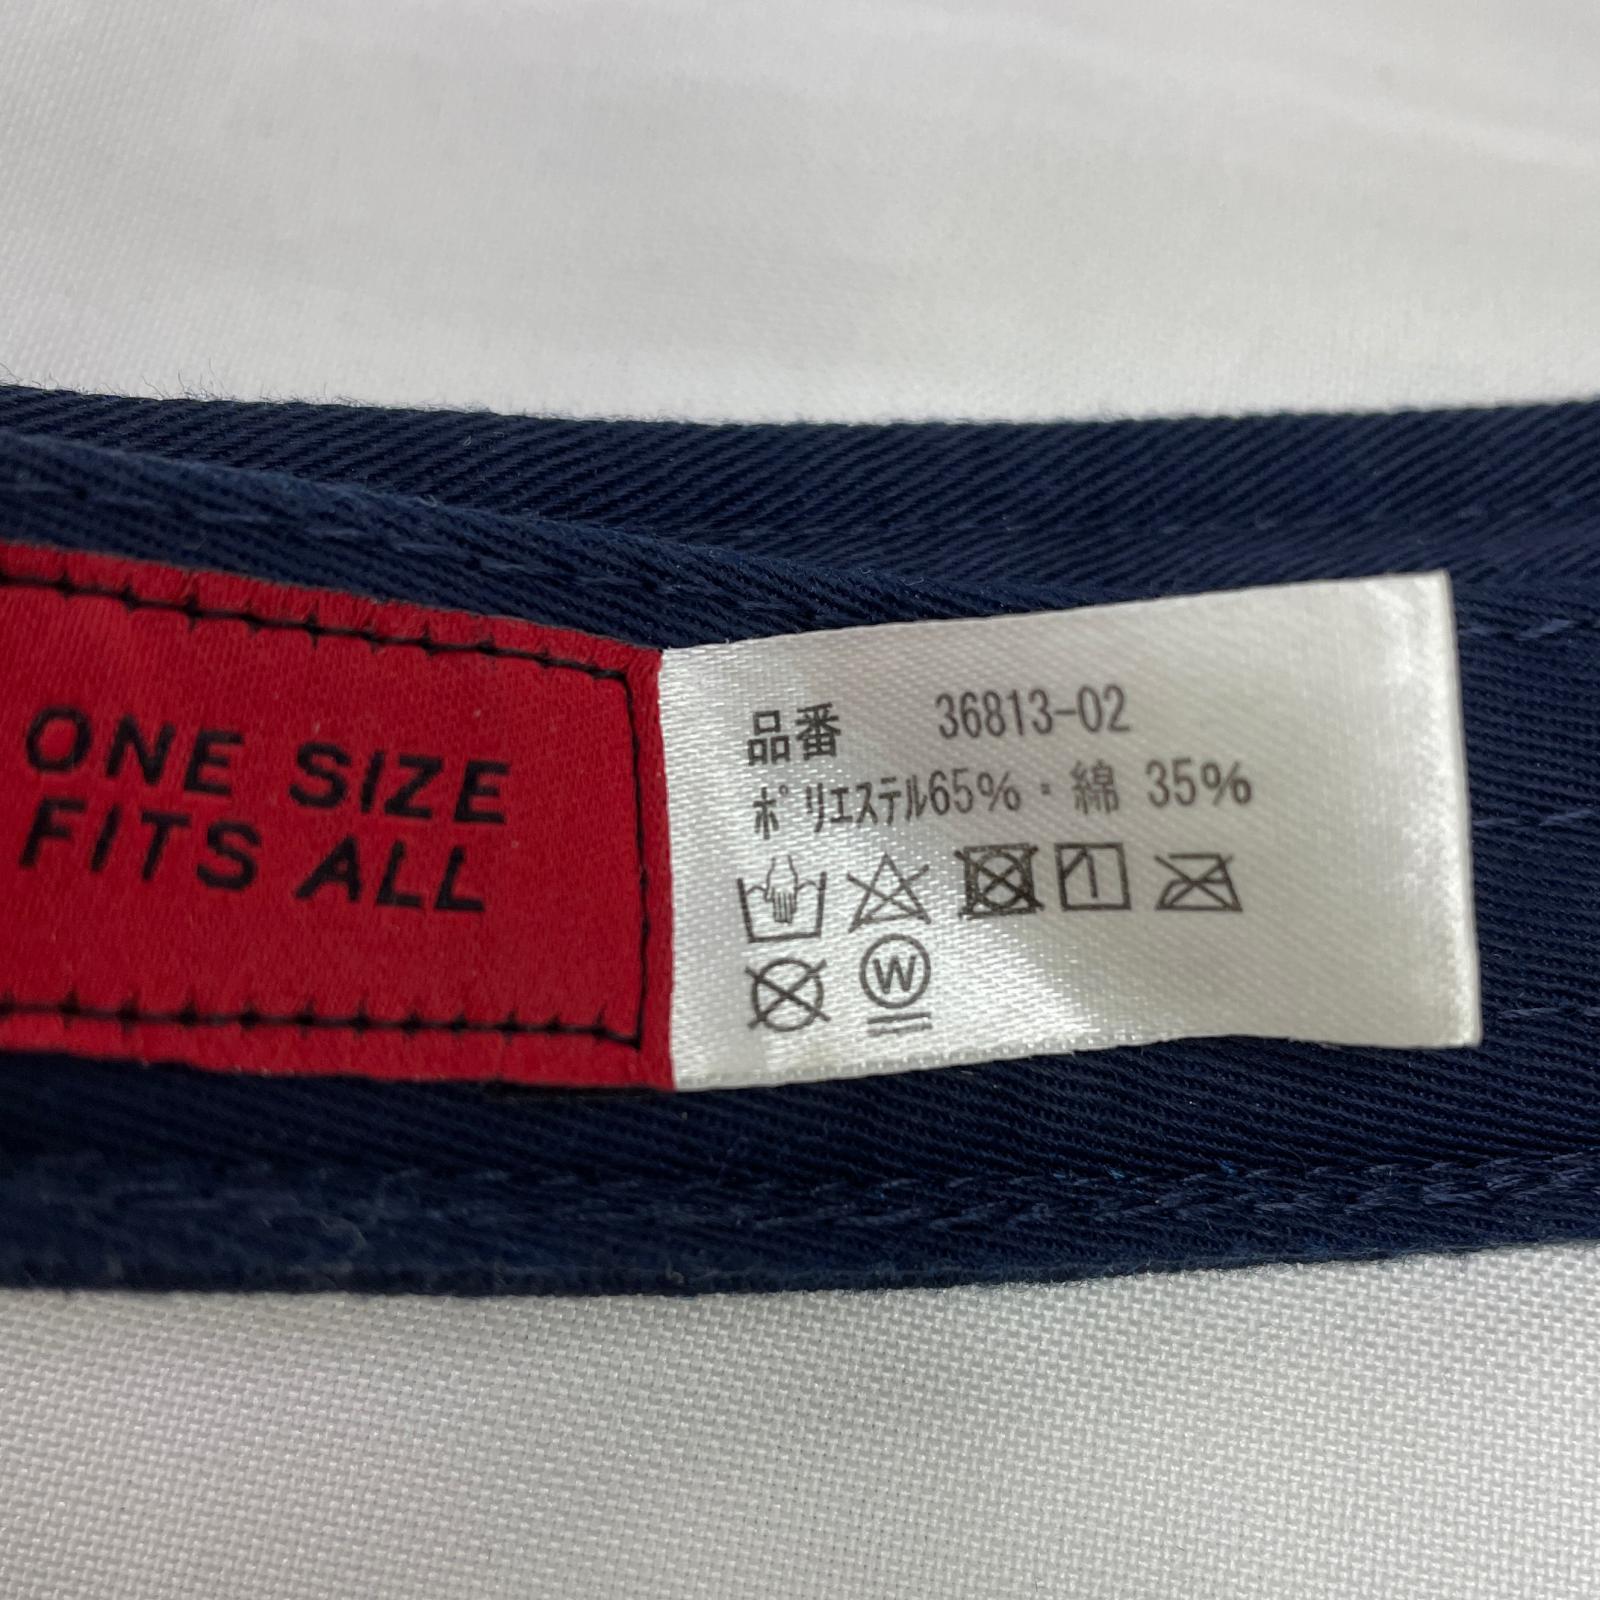 ONE SIZE
FITS ALL
品番 36813-02
ポリエステル65%・綿 35%
W